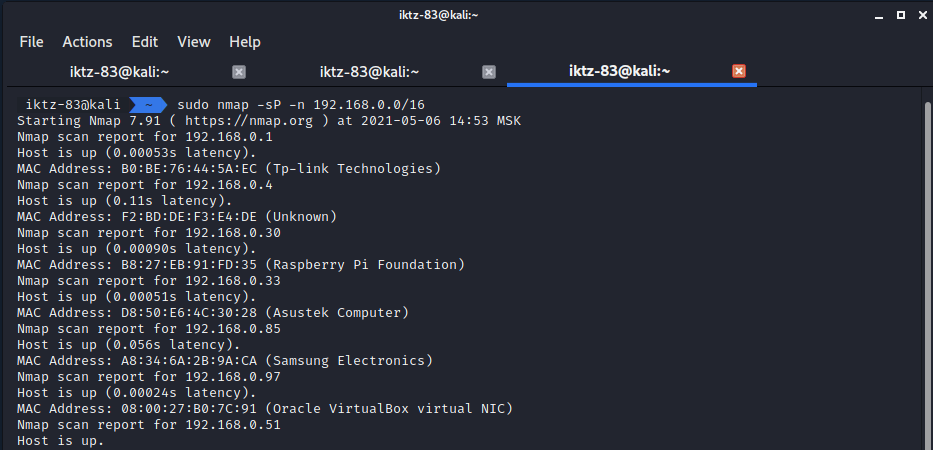 iktz-83@kali:~
File Actions Edit View Help
iktz-83@kali:~ iktz-83@kali:~ iktz-83@kali:~
iktz-83@kali ~ sudo nmap -sP -n 192.168.0.0/16
Starting Nmap 7.91 ( https://nmap.org ) at 2021-05-06 14:53 MSK
Nmap scan report for 192.168.0.1
Host is up (0.00053s latency).
MAC Address: B0:BE:76:44:5A:EC (Tp-link Technologies)
Nmap scan report for 192.168.0.4
Host is up (0.11s latency).
MAC Address: F2:BD:DE:F3:E4:DE (Unknown)
Nmap scan report for 192.168.0.30
Host is up (0.00090s latency).
MAC Address: B8:27:EB:91:FD:35 (Raspberry Pi Foundation)
Nmap scan report for 192.168.0.33
Host is up (0.00051s latency).
MAC Address: D8:50:E6:4C:30:28 (Asustek Computer)
Nmap scan report for 192.168.0.85
Host is up (0.056s latency).
MAC Address: A8:34:6A:2B:9A:CA (Samsung Electronics)
Nmap scan report for 192.168.0.97
Host is up (0.00024s latency).
MAC Address: 08:00:27:B0:7C:91 (Oracle VirtualBox virtual NIC)
Nmap scan report for 192.168.0.51
Host is up.